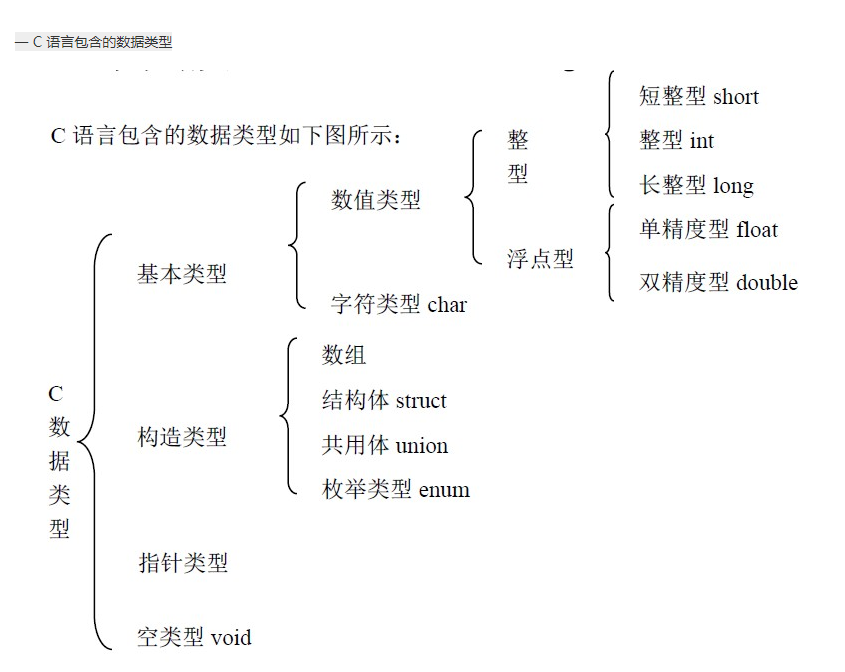 — C 语言包含的数据类型
C 语言包含的数据类型如下图所示：
C
数
据
类
型
基本类型
数值类型
整
型
短整型 short
整型 int
长整型 long
浮点型
单精度型 float
双精度型 double
字符类型 char
构造类型
数组
结构体 struct
共用体 union
枚举类型 enum
指针类型
空类型 void